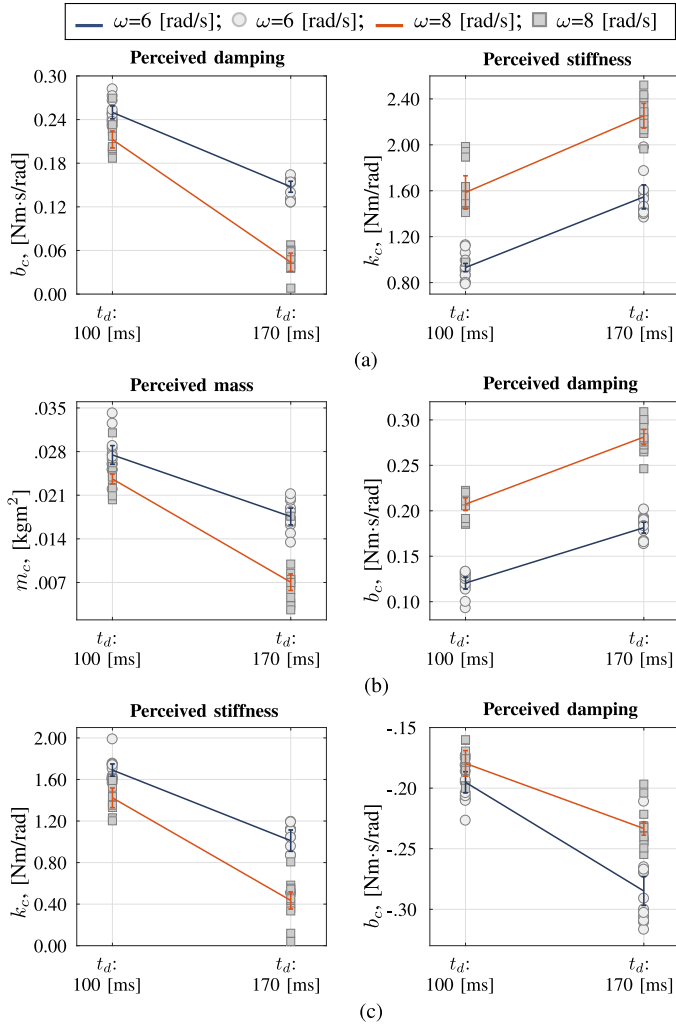 ω=6 [rad/s]; ω=6 [rad/s]; ω=8 [rad/s]; ω=8 [rad/s]
Perceived damping
b_c, [Nm·s/rad]
0.30
0.24
0.18
0.12
0.06
0.00
t_d: t_d:
100 [ms] 170 [ms]
Perceived stiffness
k_c, [Nm/rad]
2.40
2.00
1.60
1.20
0.80
t_d: t_d:
100 [ms] 170 [ms]
(a)
Perceived mass
m_c, [kgm²]
.035
.028
.021
.014
.007
t_d: t_d:
100 [ms] 170 [ms]
Perceived damping
b_c, [Nm·s/rad]
0.30
0.25
0.20
0.15
0.10
t_d: t_d:
100 [ms] 170 [ms]
(b)
Perceived stiffness
k_c, [Nm/rad]
2.00
1.60
1.20
0.80
0.40
0.00
t_d: t_d:
100 [ms] 170 [ms]
Perceived damping
b_c, [Nm·s/rad]
-.15
-.20
-.25
-.30
t_d: t_d:
100 [ms] 170 [ms]
(c)